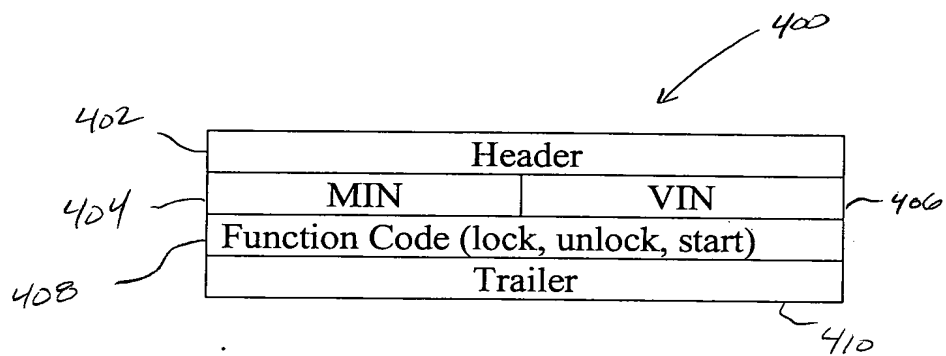 400
402
Header
404 MIN VIN 406
Function Code (lock, unlock, start)
408
Trailer
410